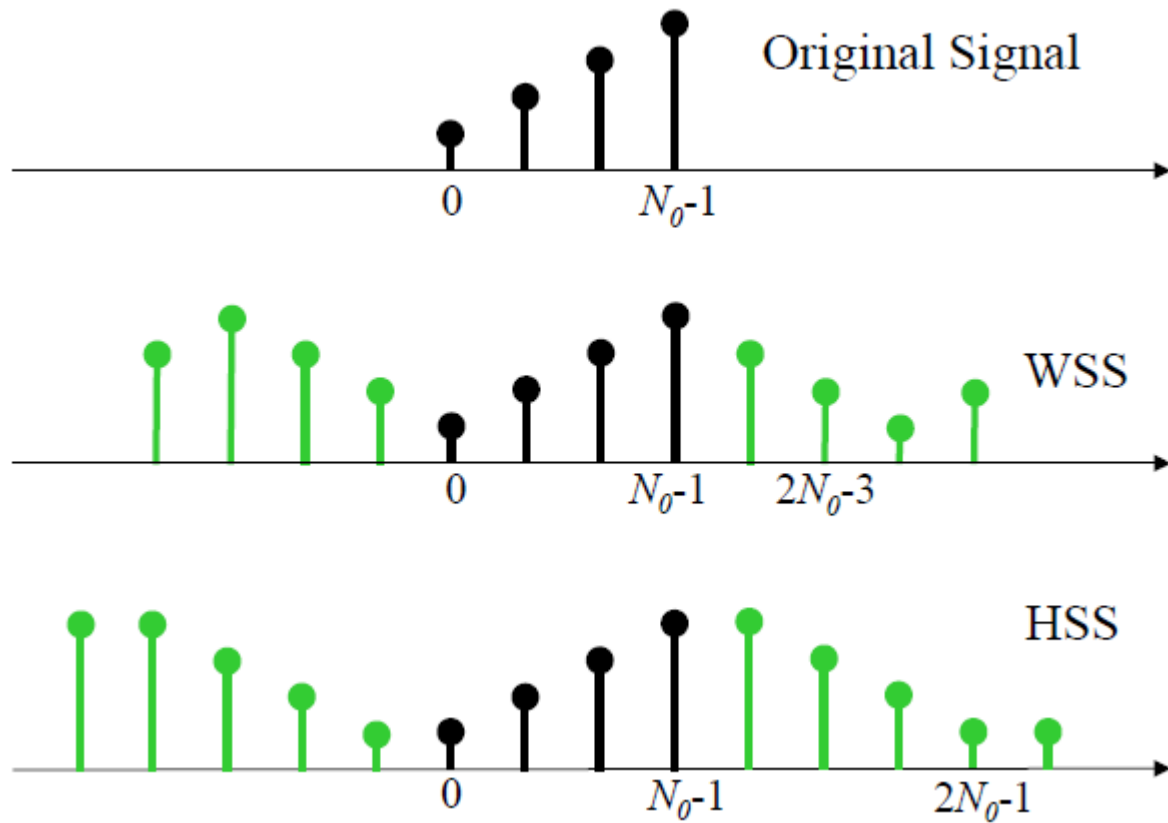 Original Signal
0 N₀-1
WSS
0 N₀-1 2N₀-3
HSS
0 N₀-1 2N₀-1